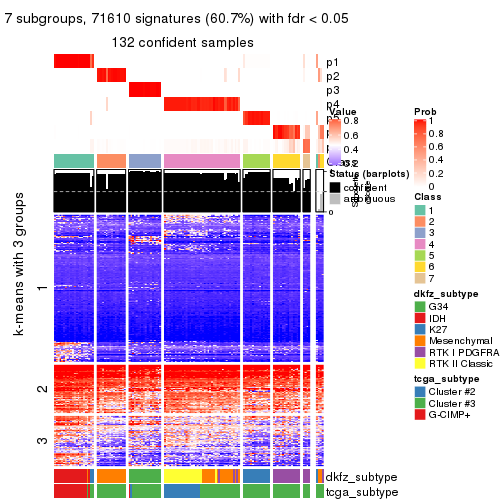 7 subgroups, 71610 signatures (60.7%) with fdr < 0.05
132 confident samples
p1
p2
p3
p4
Value
0.8
0.6
0.4
0.2
Status (barplots)
confident
ambiguous
0
Prob
1
0.8
0.6
0.4
0.2
0
Class
1
2
3
4
5
6
7
dkfz_subtype
G34
IDH
K27
Mesenchymal
RTK I PDGFRA
RTK II Classic
tcga_subtype
Cluster #2
Cluster #3
G-CIMP+
k-means with 3 groups
1
2
3
dkfz_subtype
tcga_subtype